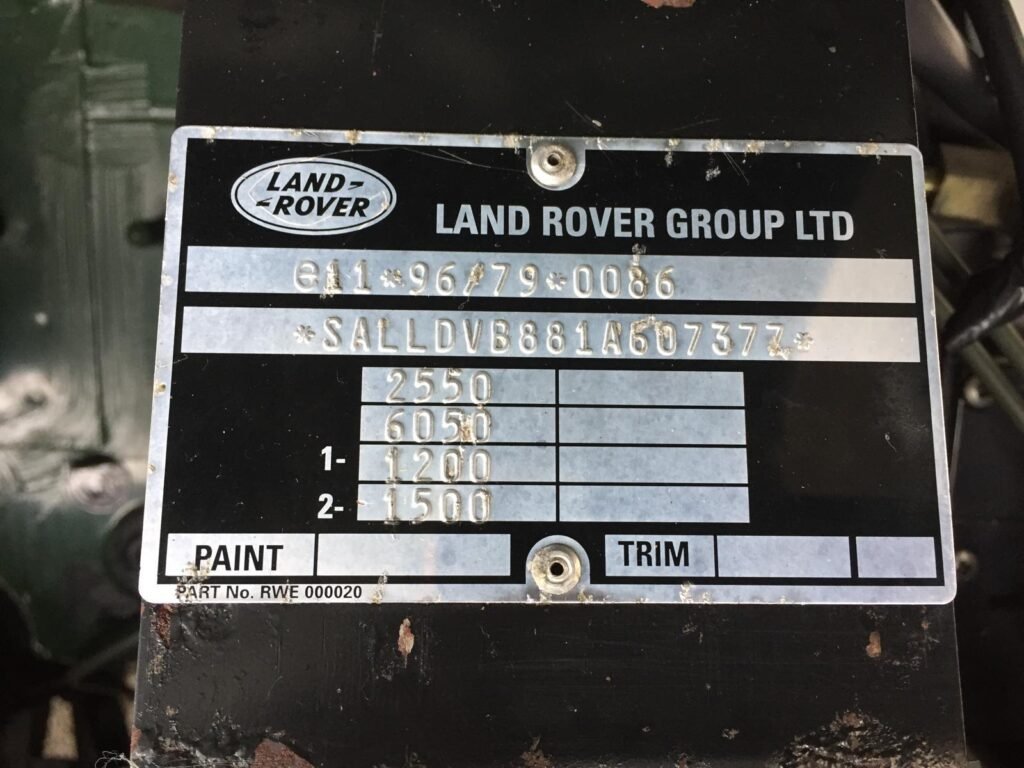 LAND-
-ROVER
LAND ROVER GROUP LTD
e11*96/79*0086
*SALLDVB881A607377*
2550
6050
1- 1200
2- 1500
PAINT
TRIM
PART No. RWE 000020